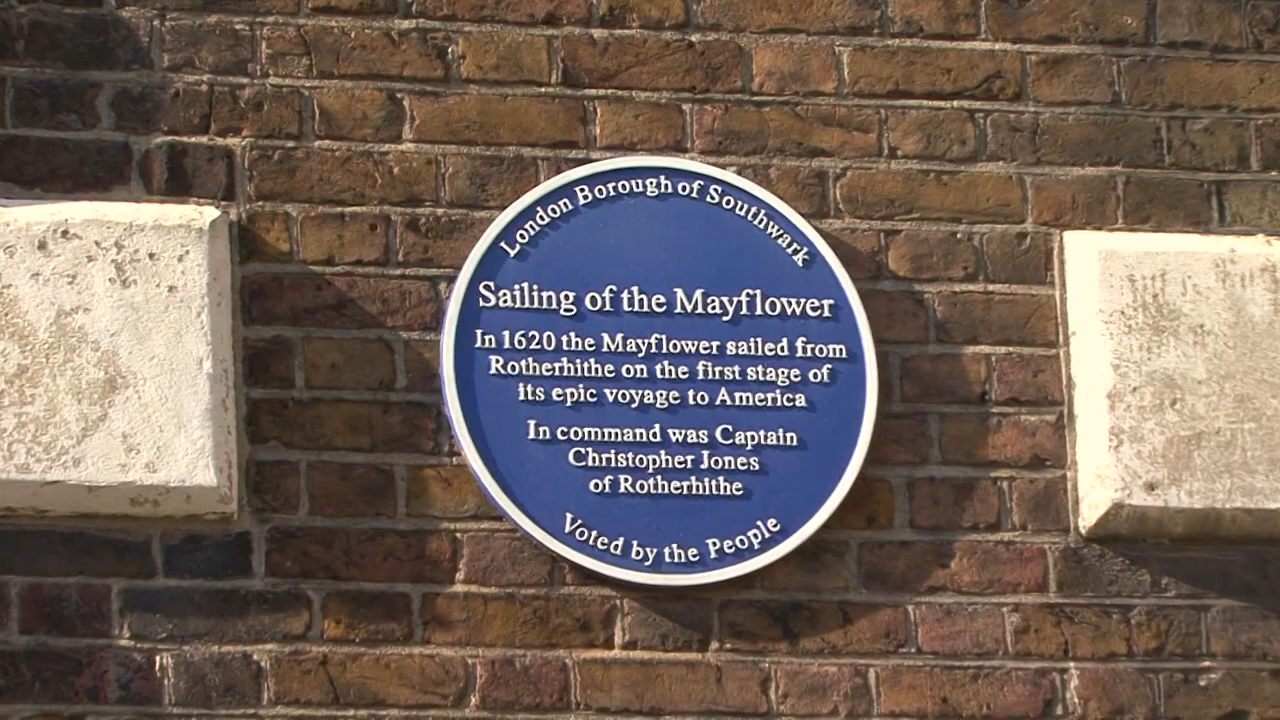 London Borough of Southwark
Sailing of the Mayflower
In 1620 the Mayflower sailed from
Rotherhithe on the first stage of
its epic voyage to America
In command was Captain
Christopher Jones
of Rotherhithe
Voted by the People